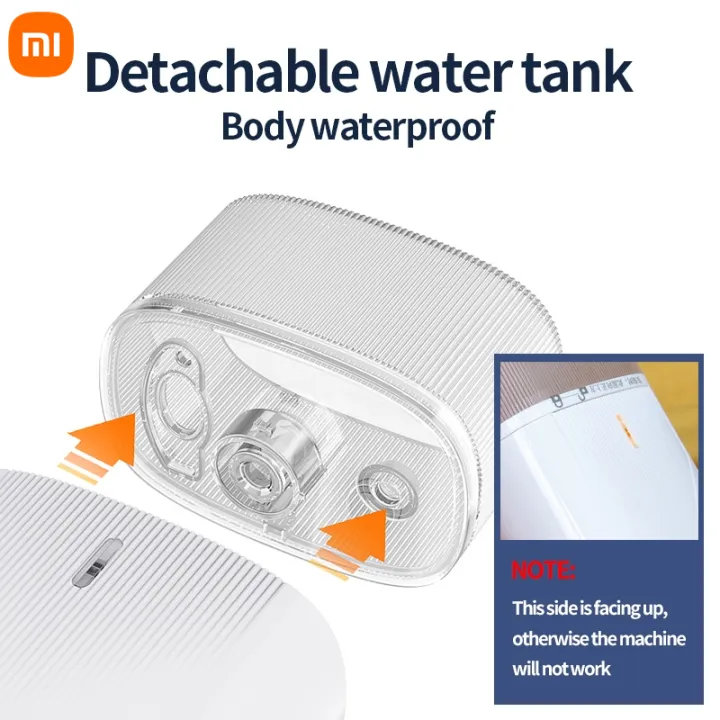 mi
Detachable water tank
Body waterproof
NOTE:
This side is facing up,
otherwise the machine
will not work